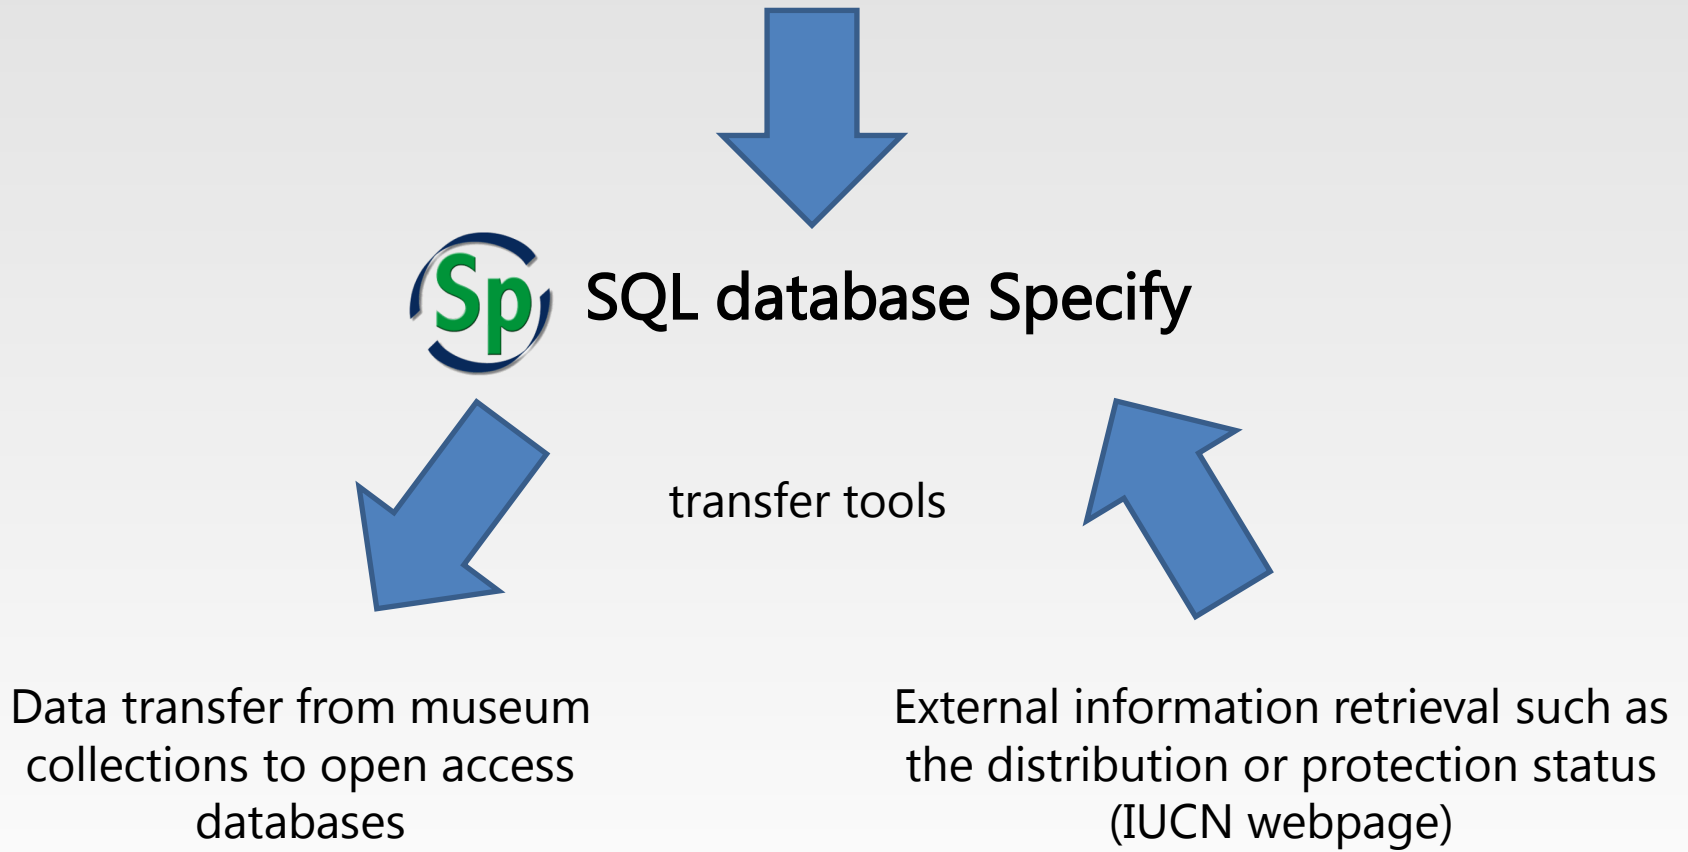 Sp
SQL database Specify
transfer tools
Data transfer from museum
collections to open access
databases
External information retrieval such as
the distribution or protection status
(IUCN webpage)